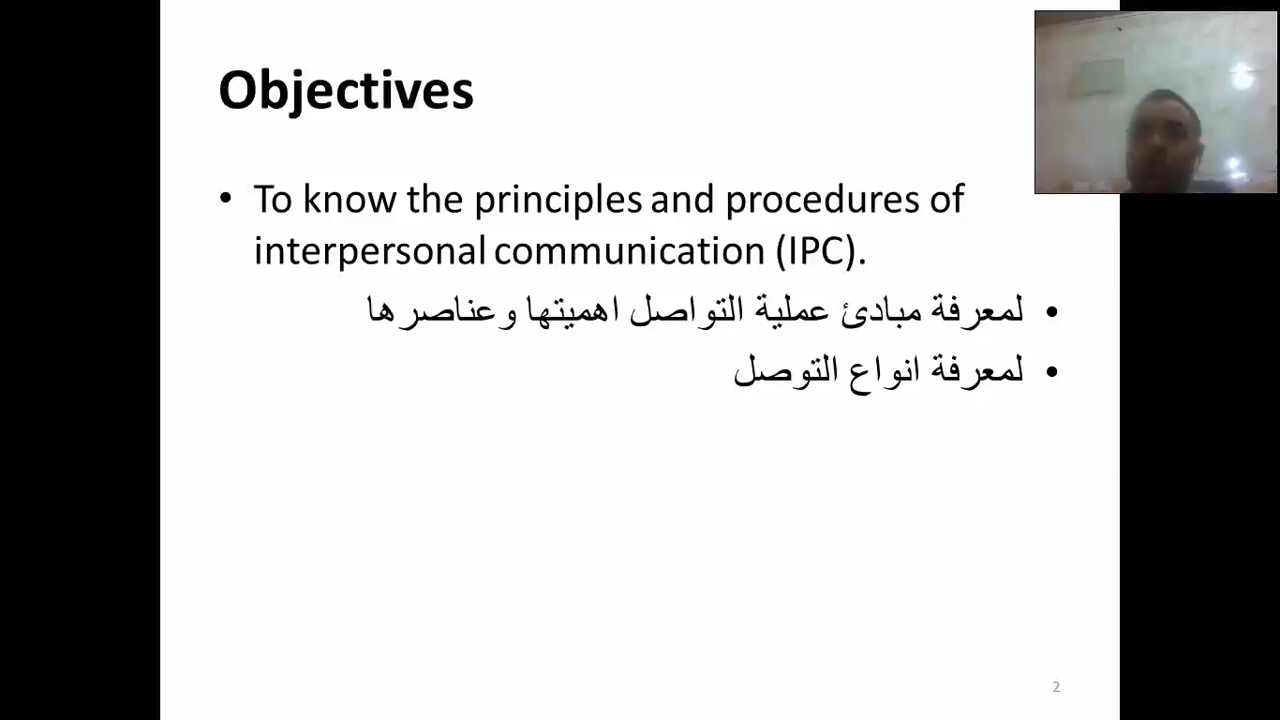 Objectives
• To know the principles and procedures of
interpersonal communication (IPC).
• لمعرفة مبادئ عملية التواصل اهميتها وعناصرها
• لمعرفة انواع التوصل
2